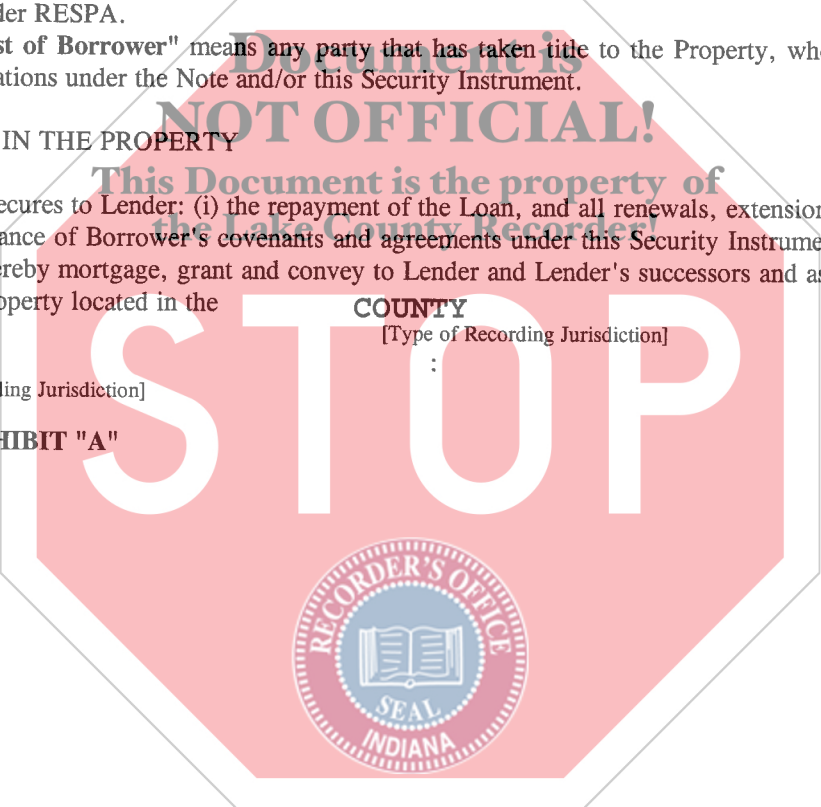 der RESPA.
Document is
st of Borrower" means any party that has taken title to the Property, wh
ations under the Note and/or this Security Instrument.
NOT OFFICIAL!
IN THE PROPERTY
This Document is the property of
ecures to Lender: (i) the repayment of the Loan, and all renewals, extension
the Lake County Recorder!
ance of Borrower's covenants and agreements under this Security Instrume
ereby mortgage, grant and convey to Lender and Lender's successors and as
operty located in the COUNTY
[Type of Recording Jurisdiction]
:
ding Jurisdiction]
HIBIT "A"
STOP
RECORDER'S OFFICE
SEAL
INDIANA